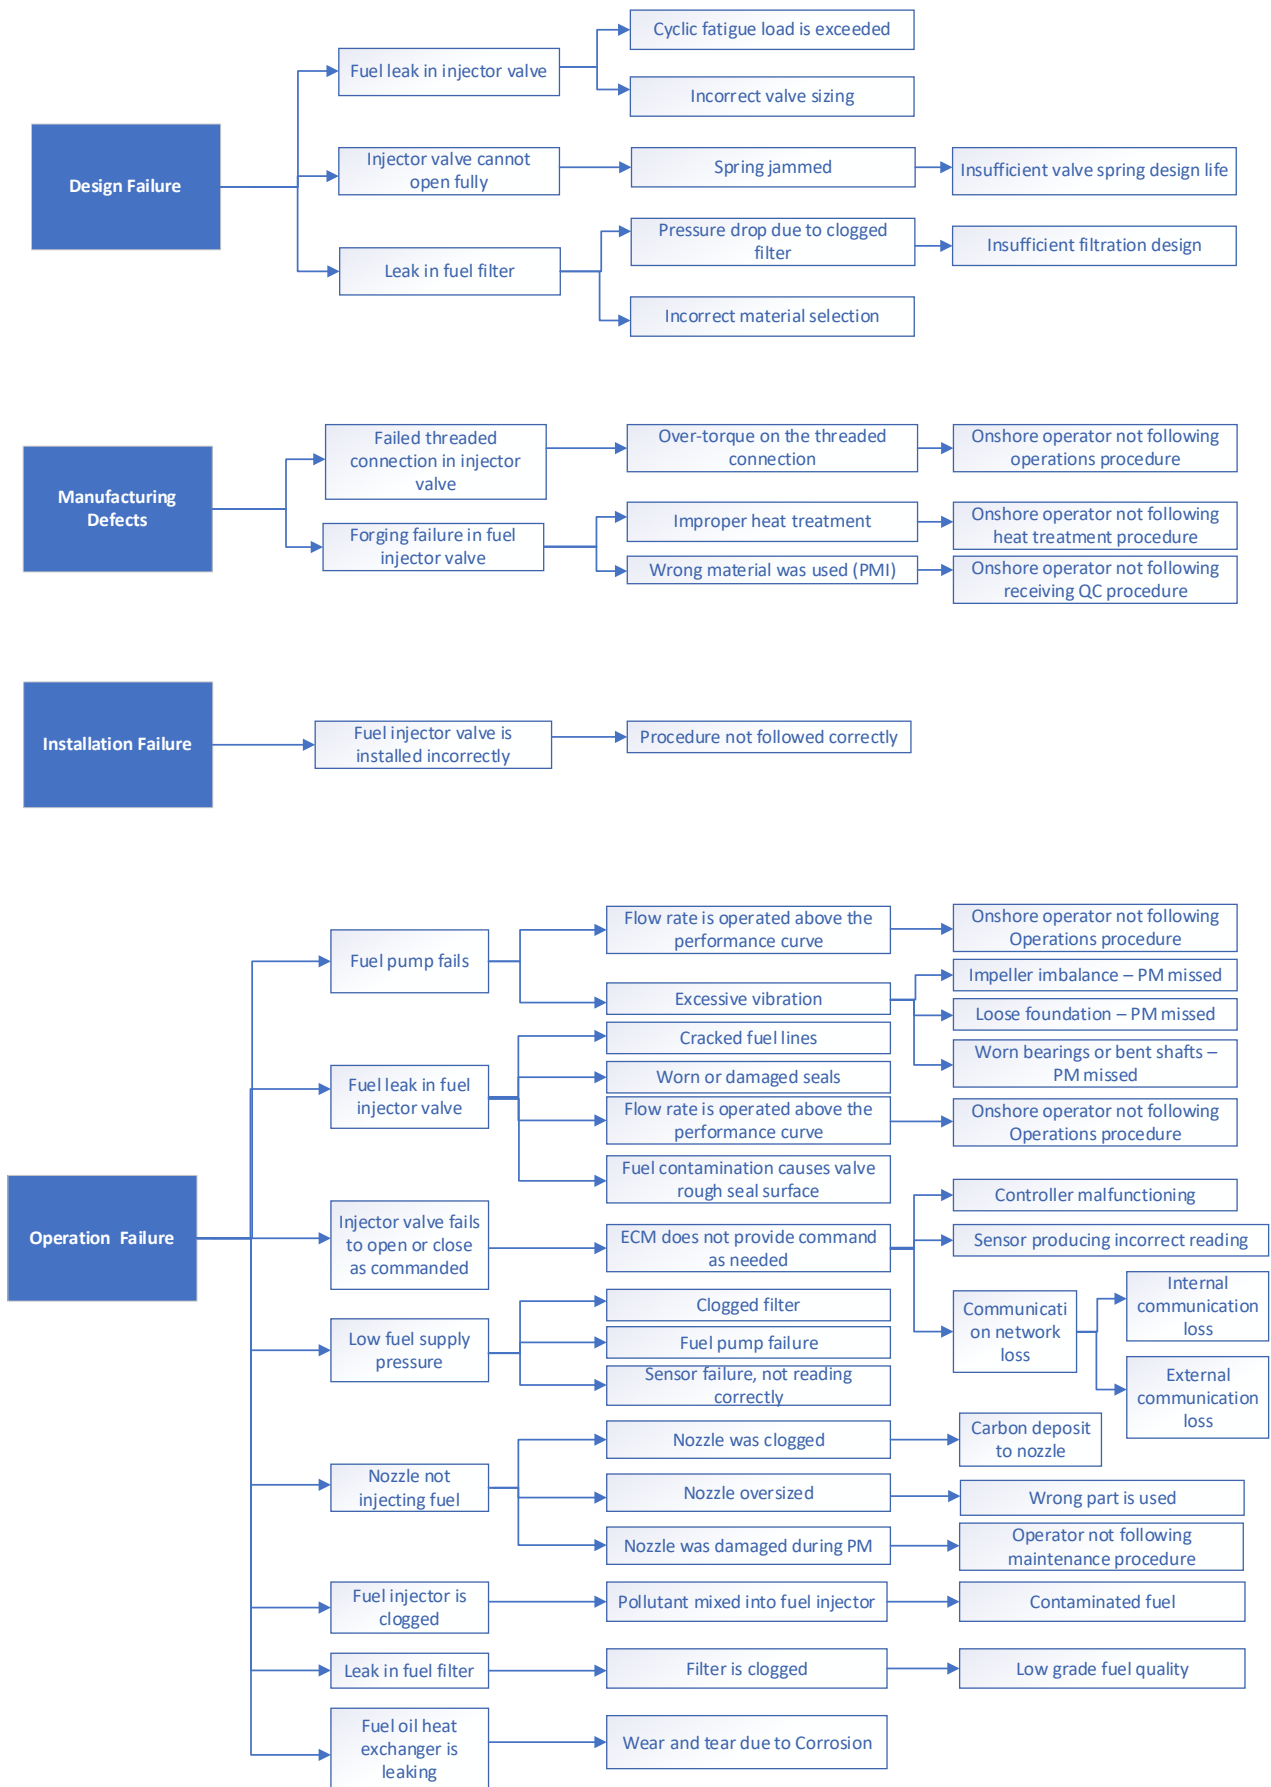 Cyclic fatigue load is exceeded
Fuel leak in injector valve
Incorrect valve sizing
Design Failure
Injector valve cannot
open fully
Spring jammed
Insufficient valve spring design life
Pressure drop due to clogged
filter
Insufficient filtration design
Leak in fuel filter
Incorrect material selection
Manufacturing
Defects
Failed threaded
connection in injector
valve
Over-torque on the threaded
connection
Onshore operator not following
operations procedure
Forging failure in fuel
injector valve
Improper heat treatment
Onshore operator not following
heat treatment procedure
Wrong material was used (PMI)
Onshore operator not following
receiving QC procedure
Installation Failure
Fuel injector valve is
installed incorrectly
Procedure not followed correctly
Operation  Failure
Fuel pump fails
Flow rate is operated above the
performance curve
Onshore operator not following
Operations procedure
Excessive vibration
Impeller imbalance – PM missed
Loose foundation – PM missed
Worn bearings or bent shafts –
PM missed
Fuel leak in fuel
injector valve
Cracked fuel lines
Worn or damaged seals
Flow rate is operated above the
performance curve
Onshore operator not following
Operations procedure
Fuel contamination causes valve
rough seal surface
Injector valve fails
to open or close
as commanded
ECM does not provide command
as needed
Controller malfunctioning
Sensor producing incorrect reading
Communicati
on network
loss
Internal
communication
loss
External
communication
loss
Low fuel supply
pressure
Clogged filter
Fuel pump failure
Sensor failure, not reading
correctly
Nozzle not
injecting fuel
Nozzle was clogged
Carbon deposit
to nozzle
Nozzle oversized
Wrong part is used
Nozzle was damaged during PM
Operator not following
maintenance procedure
Fuel injector is
clogged
Pollutant mixed into fuel injector
Contaminated fuel
Leak in fuel filter
Filter is clogged
Low grade fuel quality
Fuel oil heat
exchanger is
leaking
Wear and tear due to Corrosion